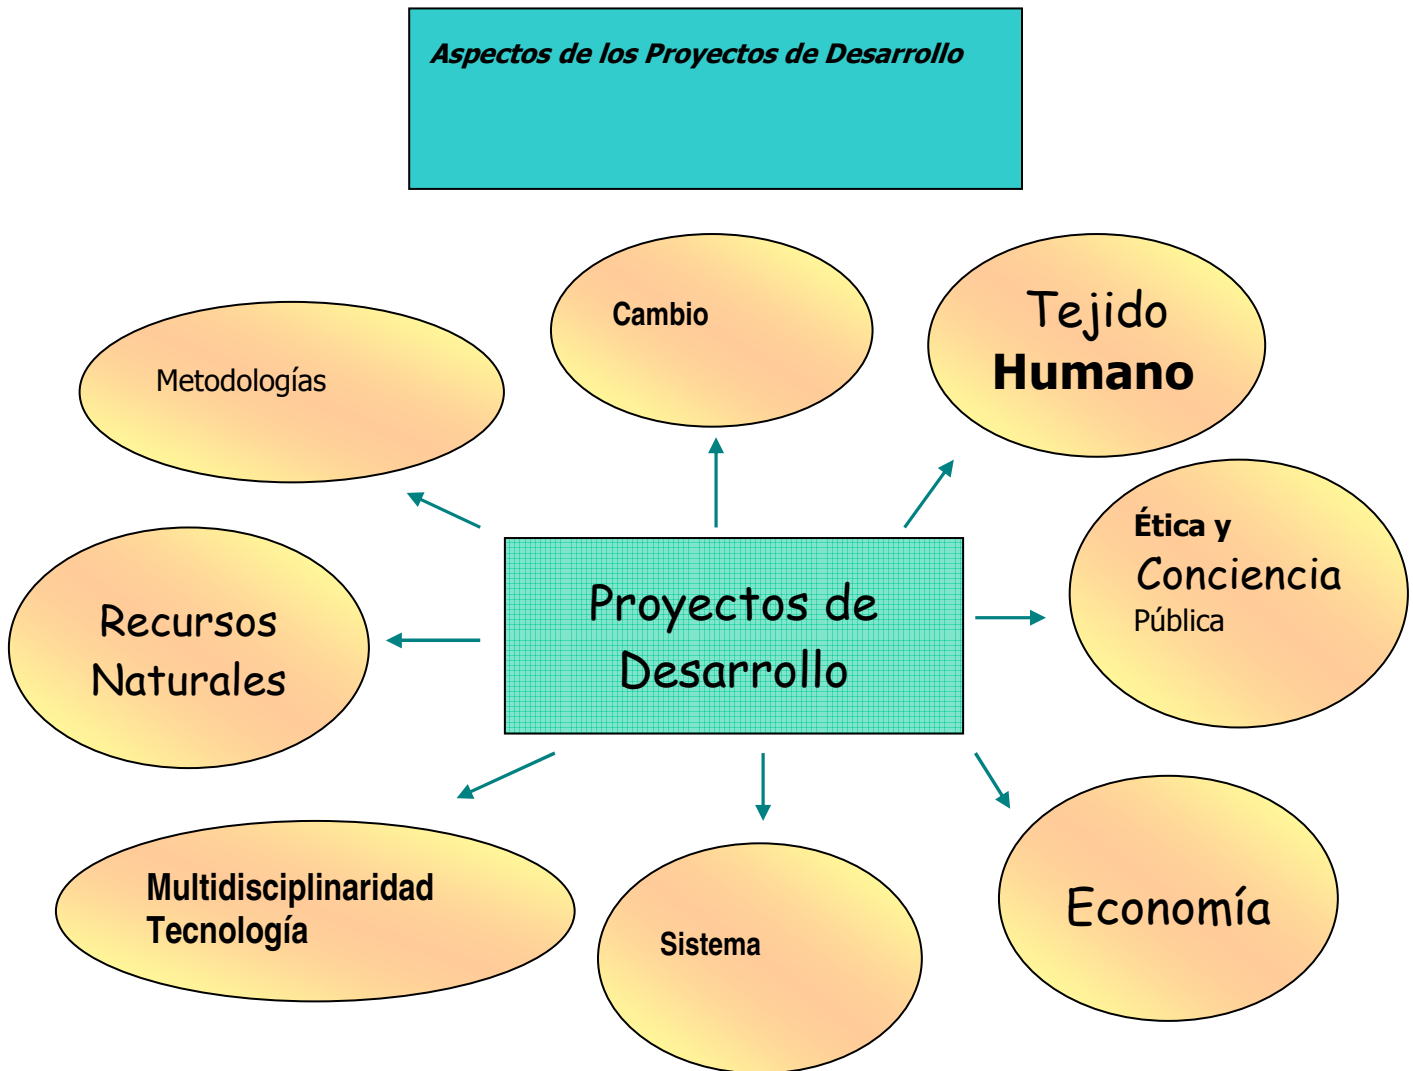 Aspectos de los Proyectos de Desarrollo
Cambio
Tejido
Humano
Metodologías
Ética y
Conciencia
Pública
Proyectos de
Desarrollo
Recursos
Naturales
Multidisciplinaridad
Tecnología
Sistema
Economía